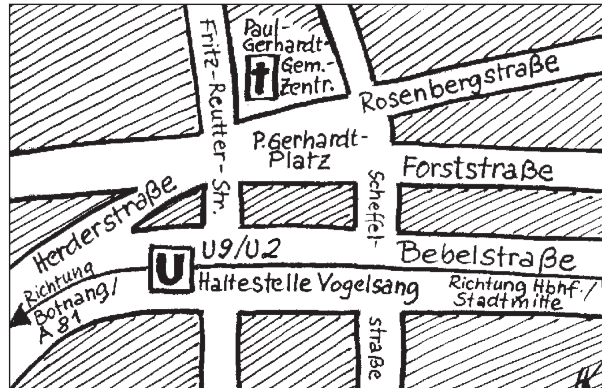 Fritz-Reutter-Str.
Paul-
Gerhardt-
Gem.-
Zentr.
Rosenbergstraße
P.Gerhardt-
Platz
Forststraße
Scheffel-
straße
Herderstraße
U9/U2
Bebelstraße
U
Haltestelle Vogelsang
Richtung
Botnang/
A 81
Richtung Hbhf./
Stadtmitte